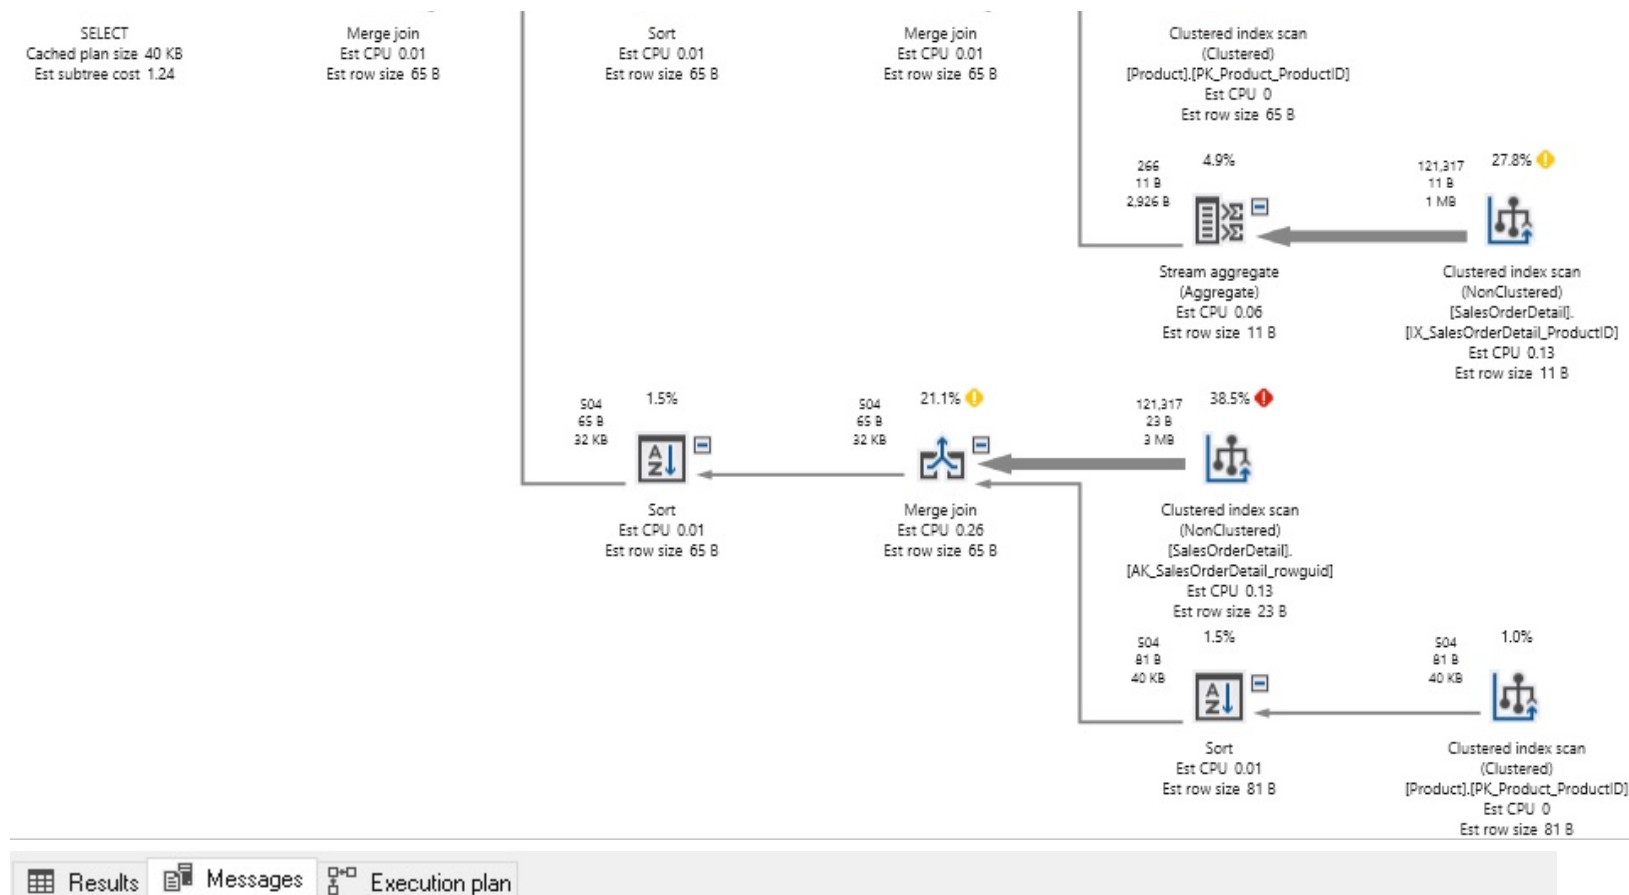 SELECT
Cached plan size 40 KB
Est subtree cost 1.24
Merge join
Est CPU 0.01
Est row size 65 B
Sort
Est CPU 0.01
Est row size 65 B
Merge join
Est CPU 0.01
Est row size 65 B
Clustered index scan
(Clustered)
[Product].[PK_Product_ProductID]
Est CPU 0
Est row size 65 B
266
11 B
2,926 B
4.9%
Stream aggregate
(Aggregate)
Est CPU 0.06
Est row size 11 B
121,317
11 B
1 MB
27.8%
Clustered index scan
(NonClustered)
[SalesOrderDetail].
[IX_SalesOrderDetail_ProductID]
Est CPU 0.13
Est row size 11 B
504
65 B
32 KB
1.5%
Sort
Est CPU 0.01
Est row size 65 B
504
65 B
32 KB
21.1%
Merge join
Est CPU 0.26
Est row size 65 B
121,317
23 B
3 MB
38.5%
Clustered index scan
(NonClustered)
[SalesOrderDetail].
[AK_SalesOrderDetail_rowguid]
Est CPU 0.13
Est row size 23 B
504
81 B
40 KB
1.5%
Sort
Est CPU 0.01
Est row size 81 B
504
81 B
40 KB
1.0%
Clustered index scan
(Clustered)
[Product].[PK_Product_ProductID]
Est CPU 0
Est row size 81 B
Results Messages Execution plan